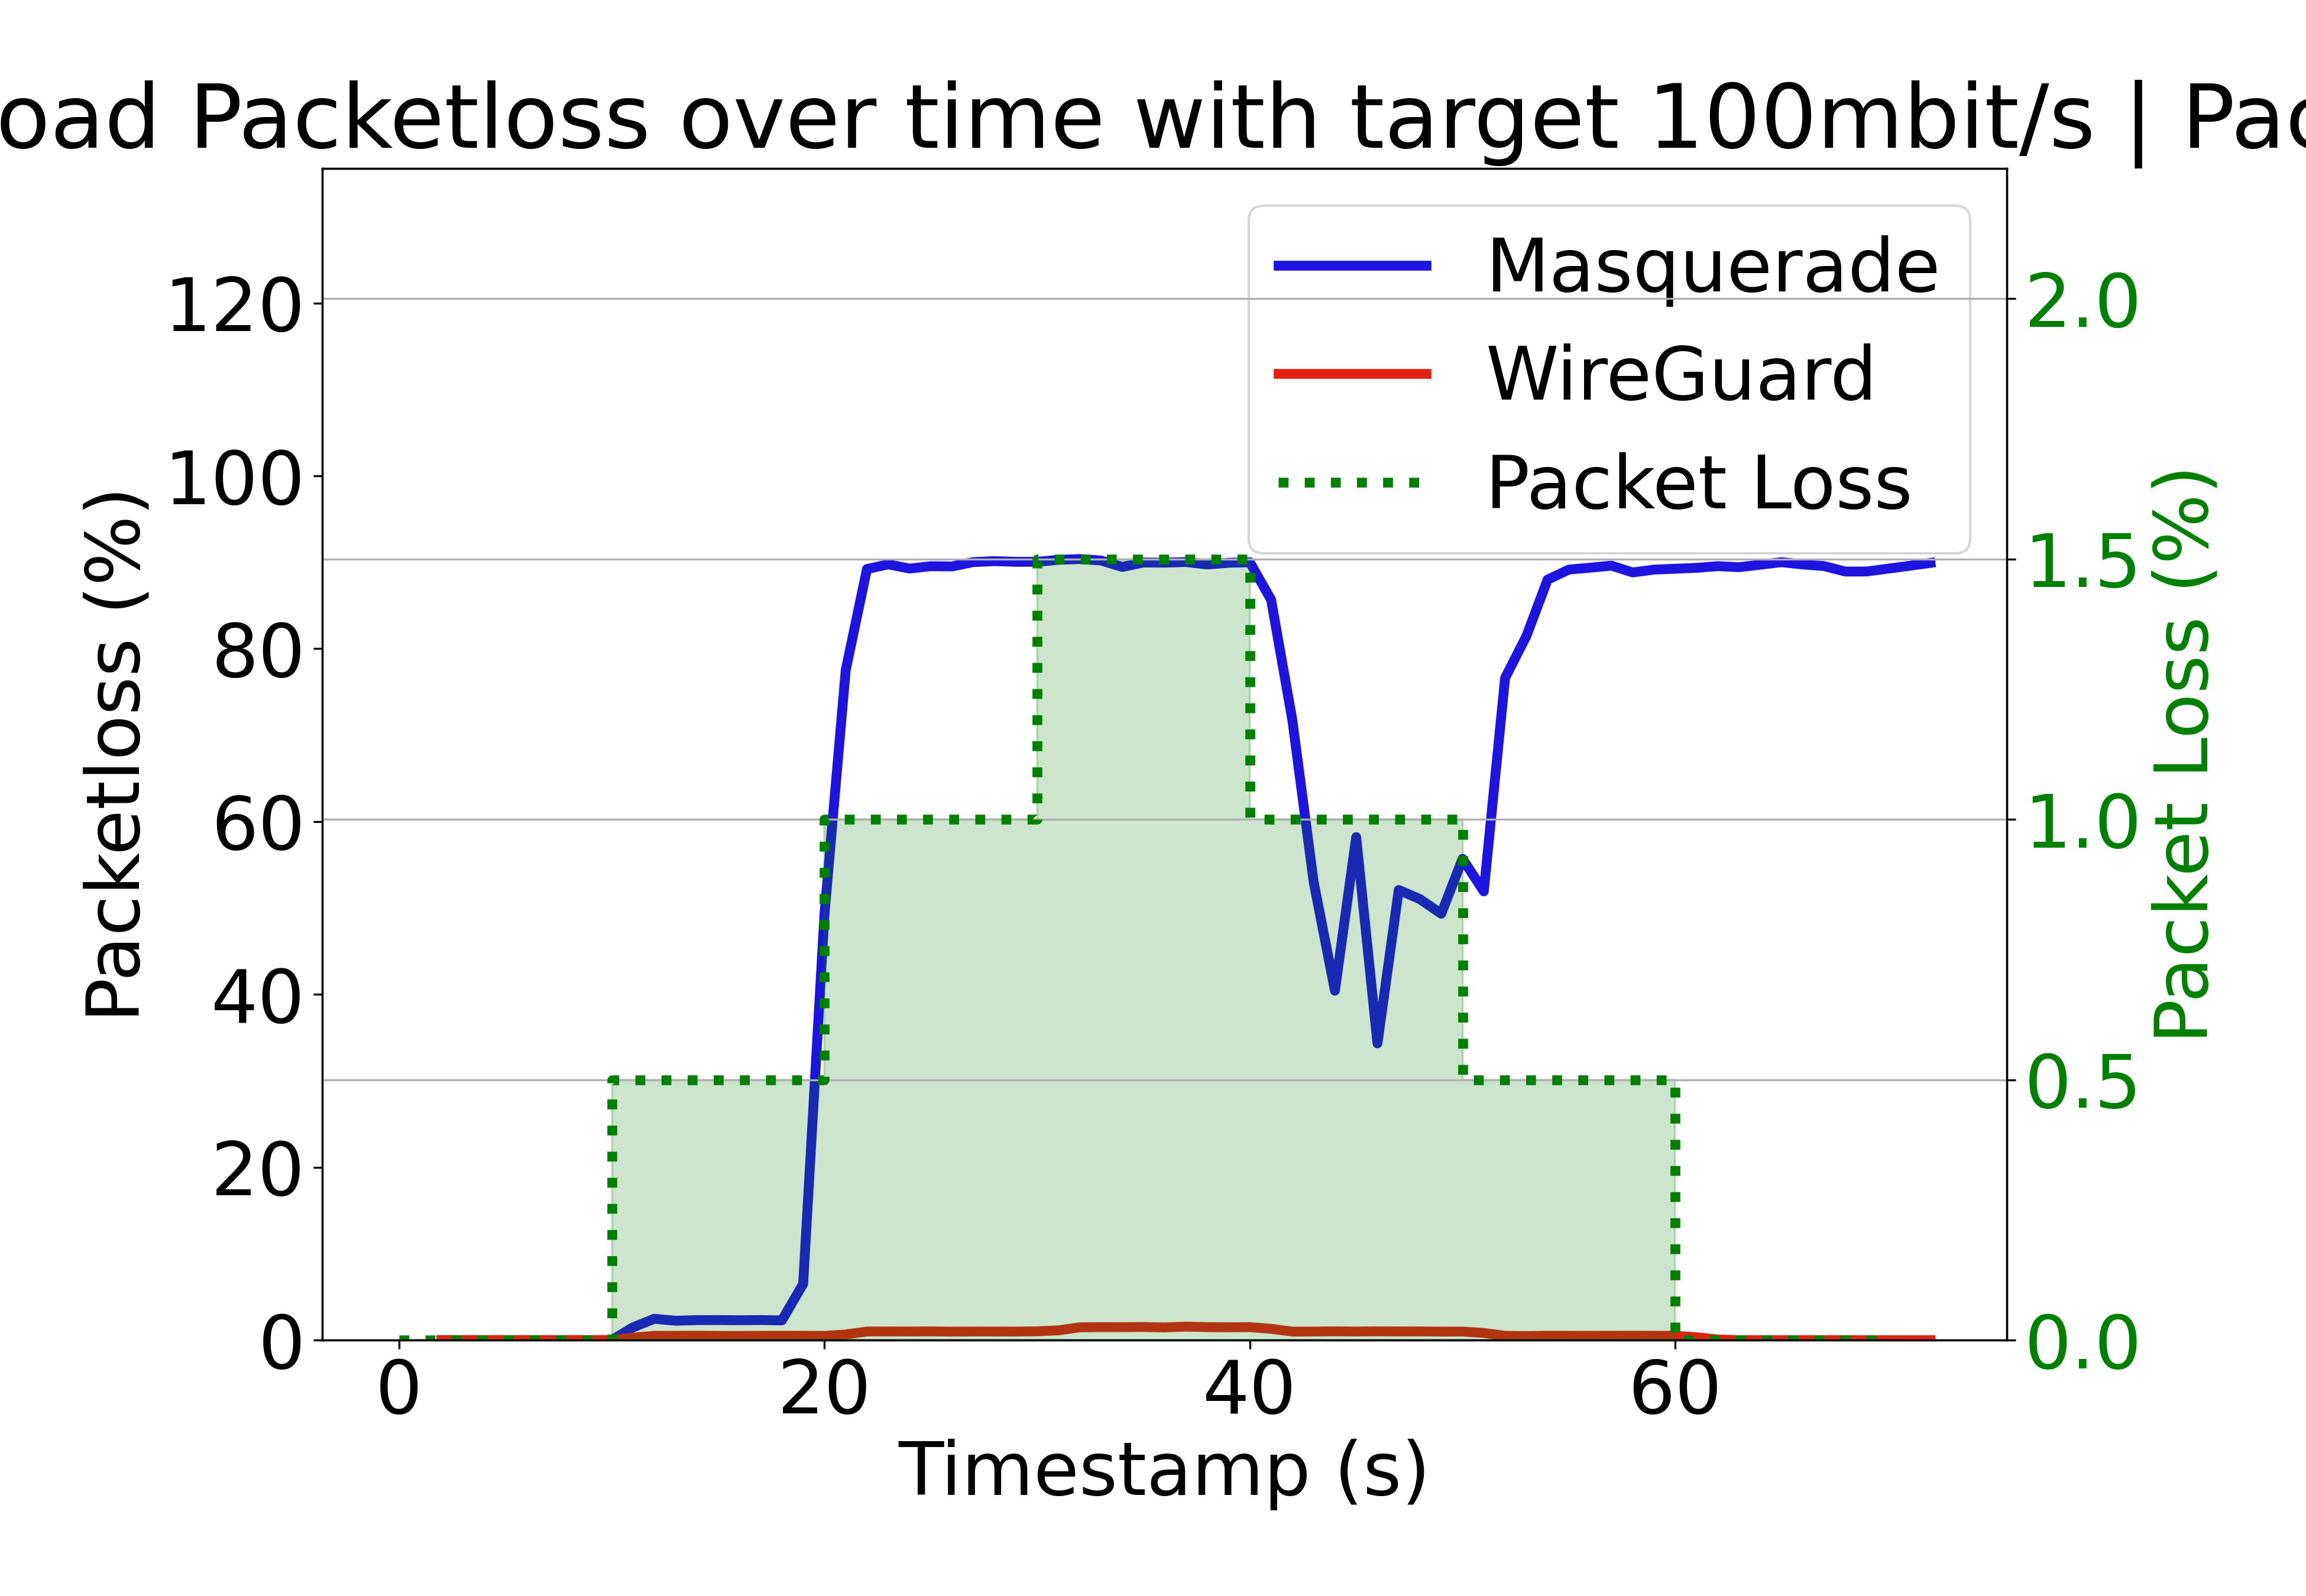 oad Packetloss over time with target 100mbit/s | Pac
Masquerade
WireGuard
Packet Loss
Packetloss (%)
120
100
80
60
40
20
0
2.0
1.5
1.0
0.5
0.0
Packet Loss (%)
0 20 40 60
Timestamp (s)